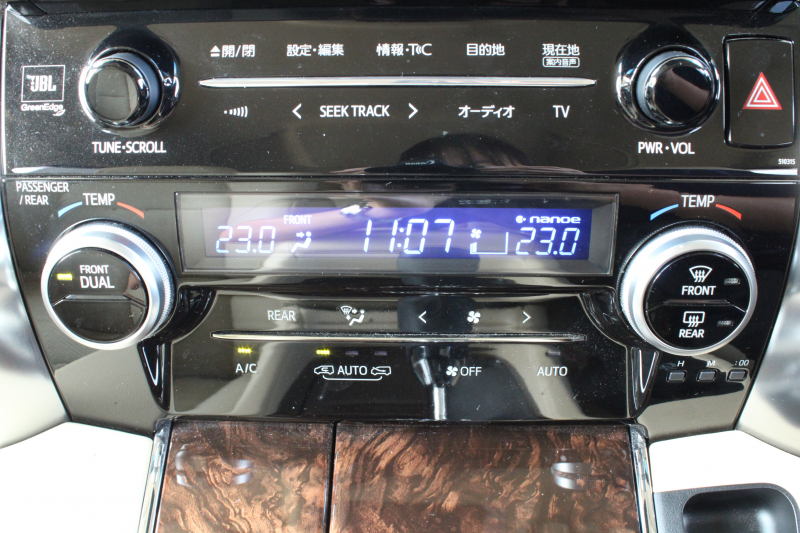 JBL
GreenEdge
⏏開/閉 設定・編集 情報・TC 目的地 現在地
案内音声
< SEEK TRACK > オーディオ TV
TUNE・SCROLL
PWR・VOL
510315
PASSENGER
/REAR
TEMP
TEMP
FRONT
nanoe
23.0 11:07 23.0
FRONT
DUAL
FRONT
REAR
REAR < >
A/C AUTO OFF AUTO
H M :00